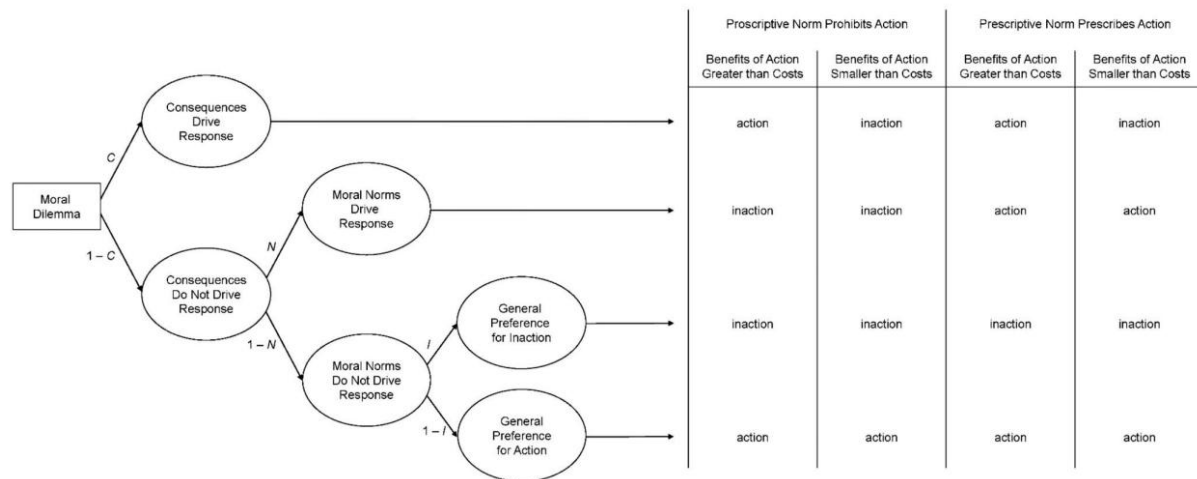 Proscriptive Norm Prohibits Action
Prescriptive Norm Prescribes Action
Benefits of Action
Greater than Costs
Benefits of Action
Smaller than Costs
Benefits of Action
Greater than Costs
Benefits of Action
Smaller than Costs
Moral
Dilemma
C
1 – C
Consequences
Drive
Response
action
inaction
action
inaction
Consequences
Do Not Drive
Response
N
1 – N
Moral Norms
Drive
Response
inaction
inaction
action
action
Moral Norms
Do Not Drive
Response
I
1 – I
General
Preference
for Inaction
inaction
inaction
inaction
inaction
General
Preference
for Action
action
action
action
action